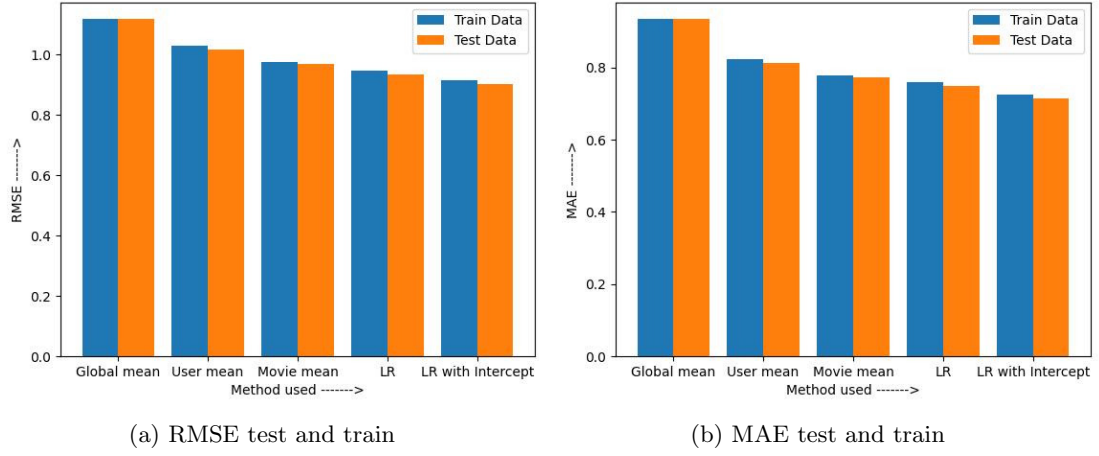 Train Data
Test Data
1.0
0.8
0.6
0.4
0.2
0.0
RMSE ------->
Global mean User mean Movie mean LR LR with Intercept
Method used ------->
(a) RMSE test and train
Train Data
Test Data
0.8
0.6
0.4
0.2
0.0
MAE ------->
Global mean User mean Movie mean LR LR with Intercept
Method used ------->
(b) MAE test and train